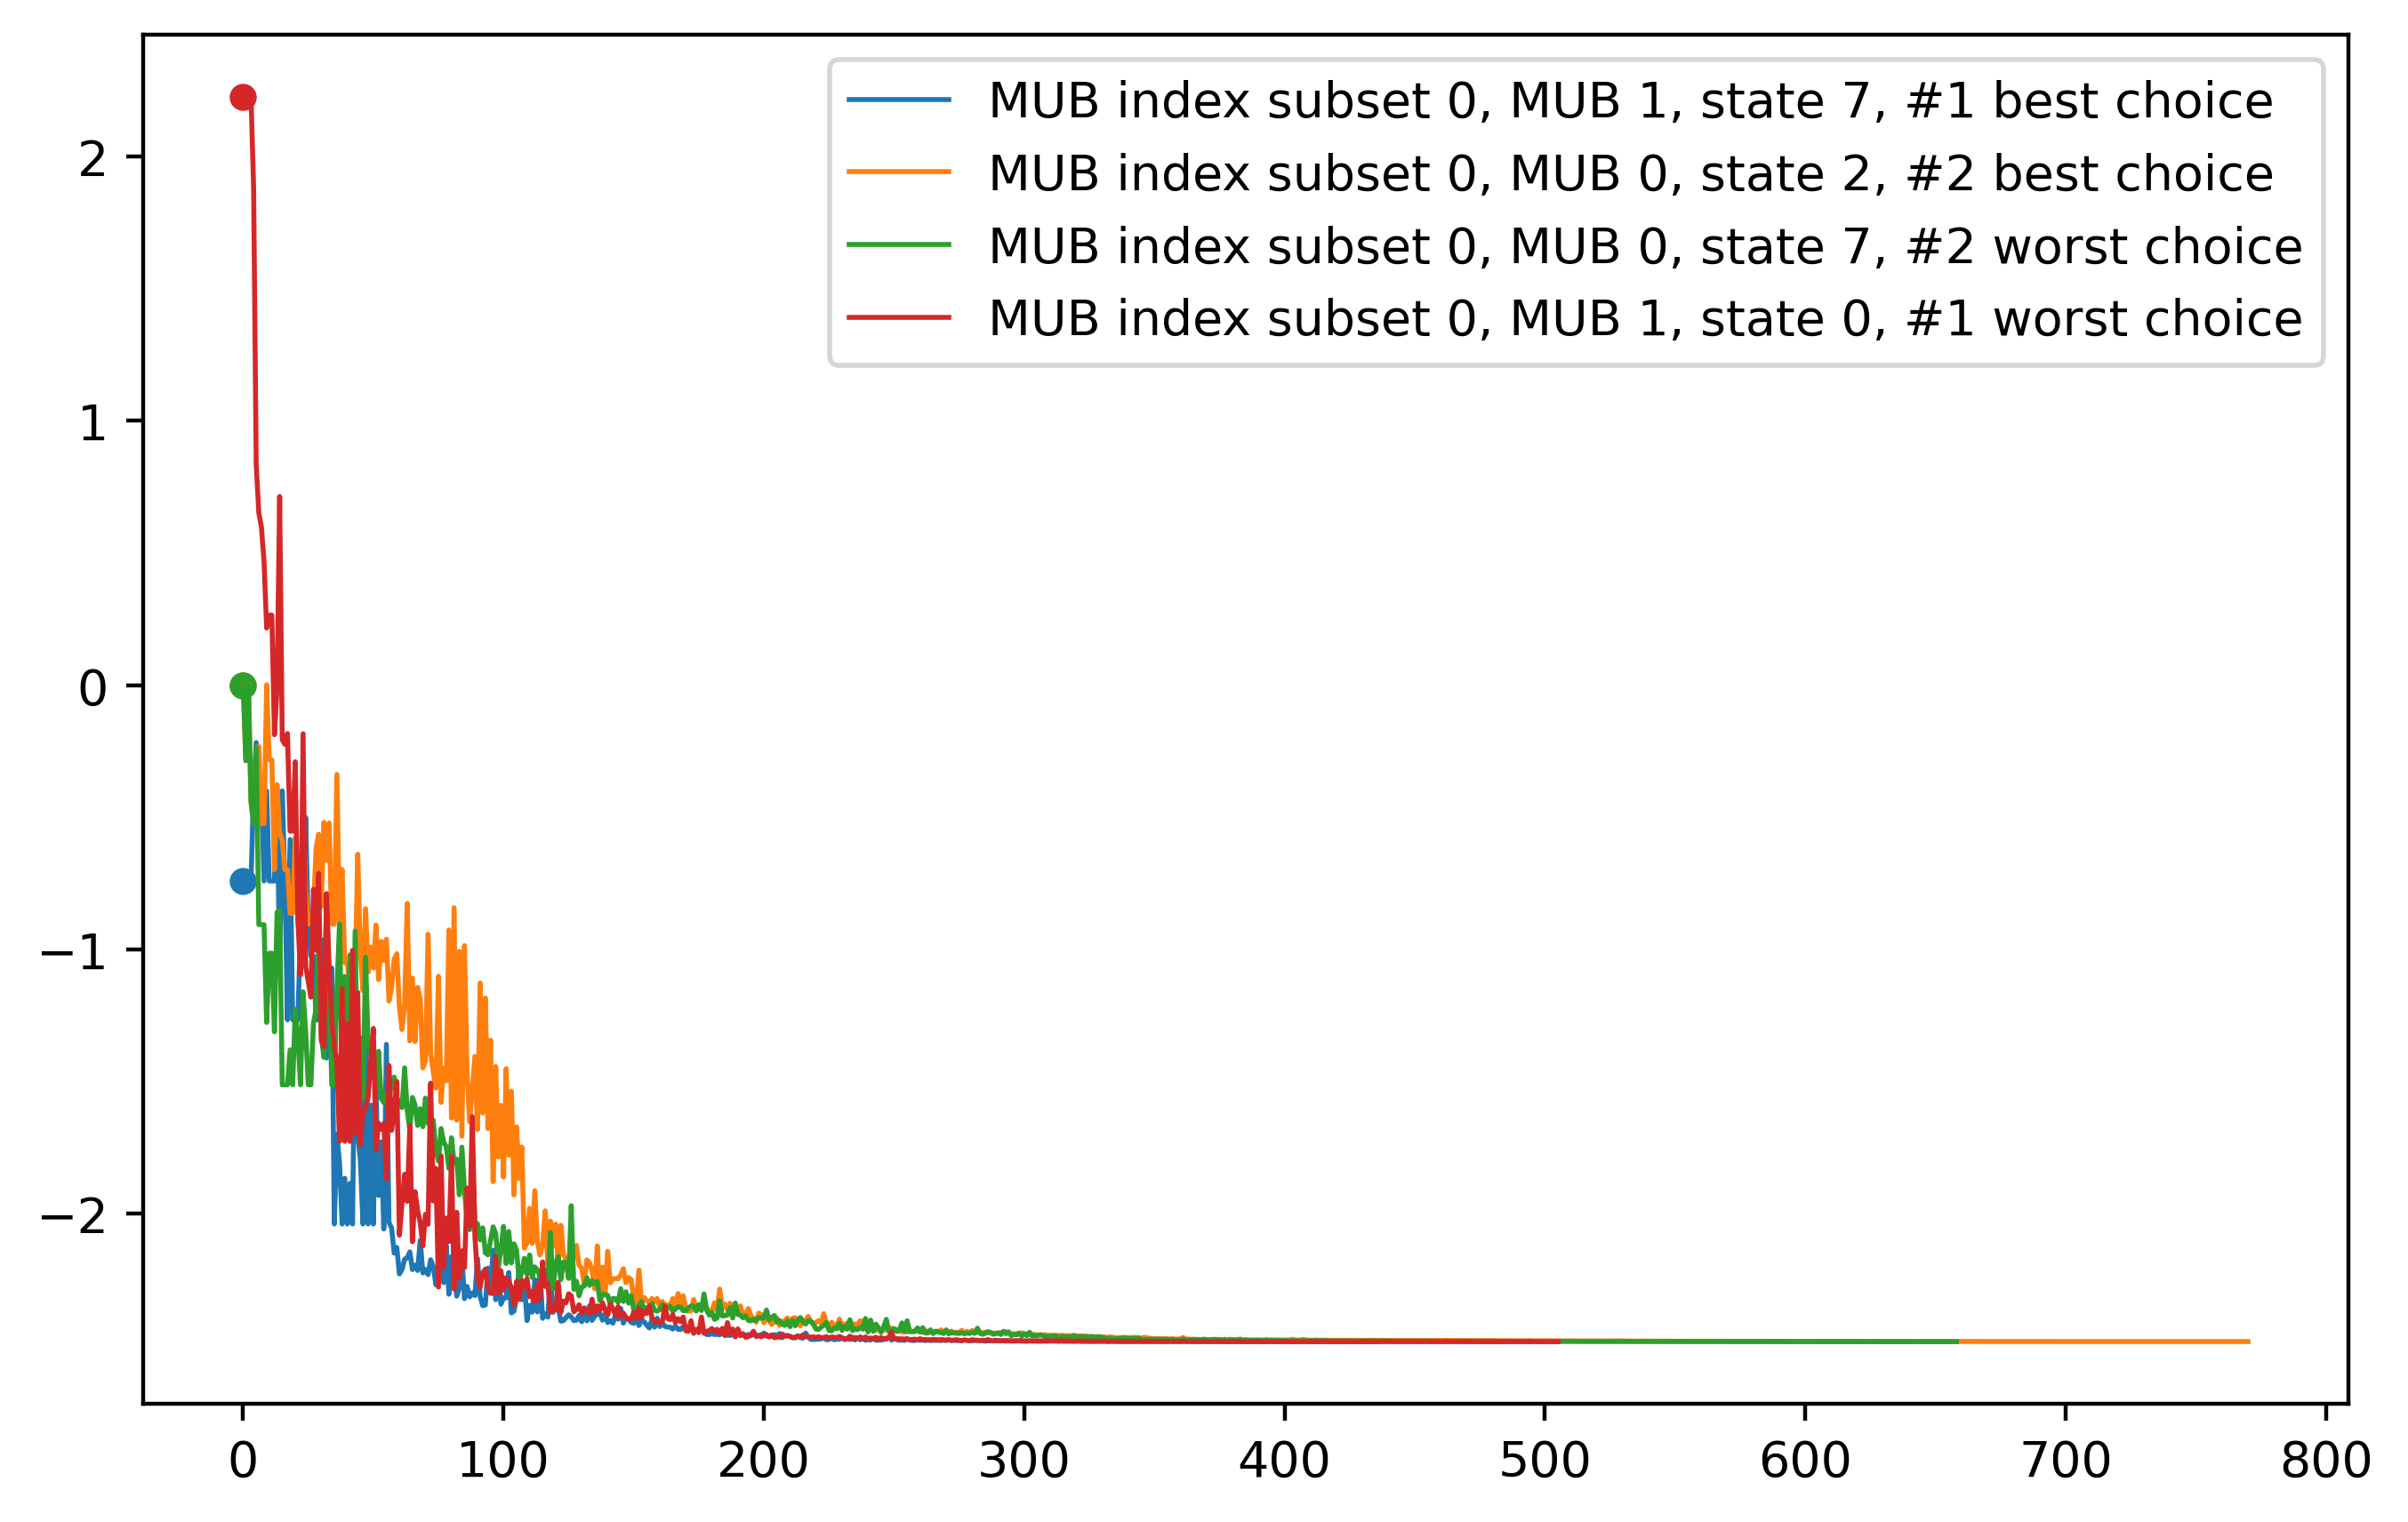 MUB index subset 0, MUB 1, state 7, #1 best choice
MUB index subset 0, MUB 0, state 2, #2 best choice
MUB index subset 0, MUB 0, state 7, #2 worst choice
MUB index subset 0, MUB 1, state 0, #1 worst choice
2
1
0
−1
−2
0 100 200 300 400 500 600 700 800